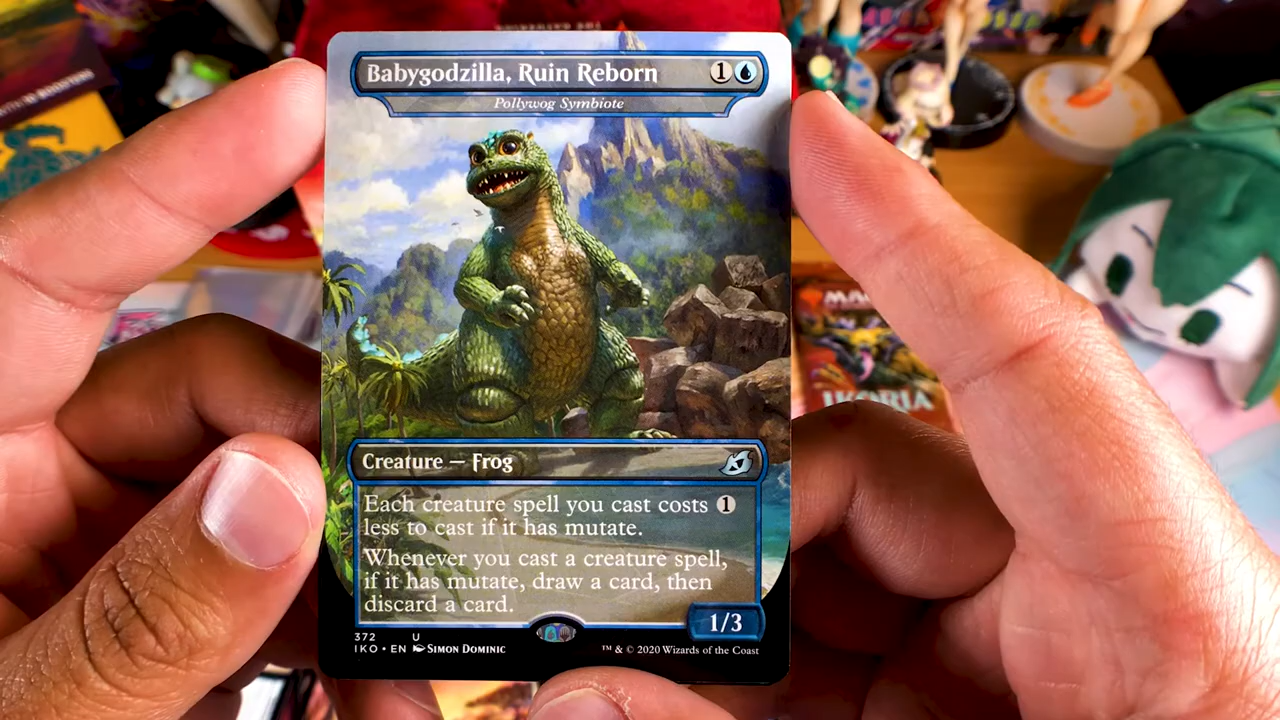 Babygodzilla, Ruin Reborn 1
Pollywog Symbiote
Creature — Frog
Each creature spell you cast costs 1
less to cast if it has mutate.
Whenever you cast a creature spell,
if it has mutate, draw a card, then
discard a card.
1/3
372 U
IKO • EN SIMON DOMINIC
™ & © 2020 Wizards of the Coast
IKORIA